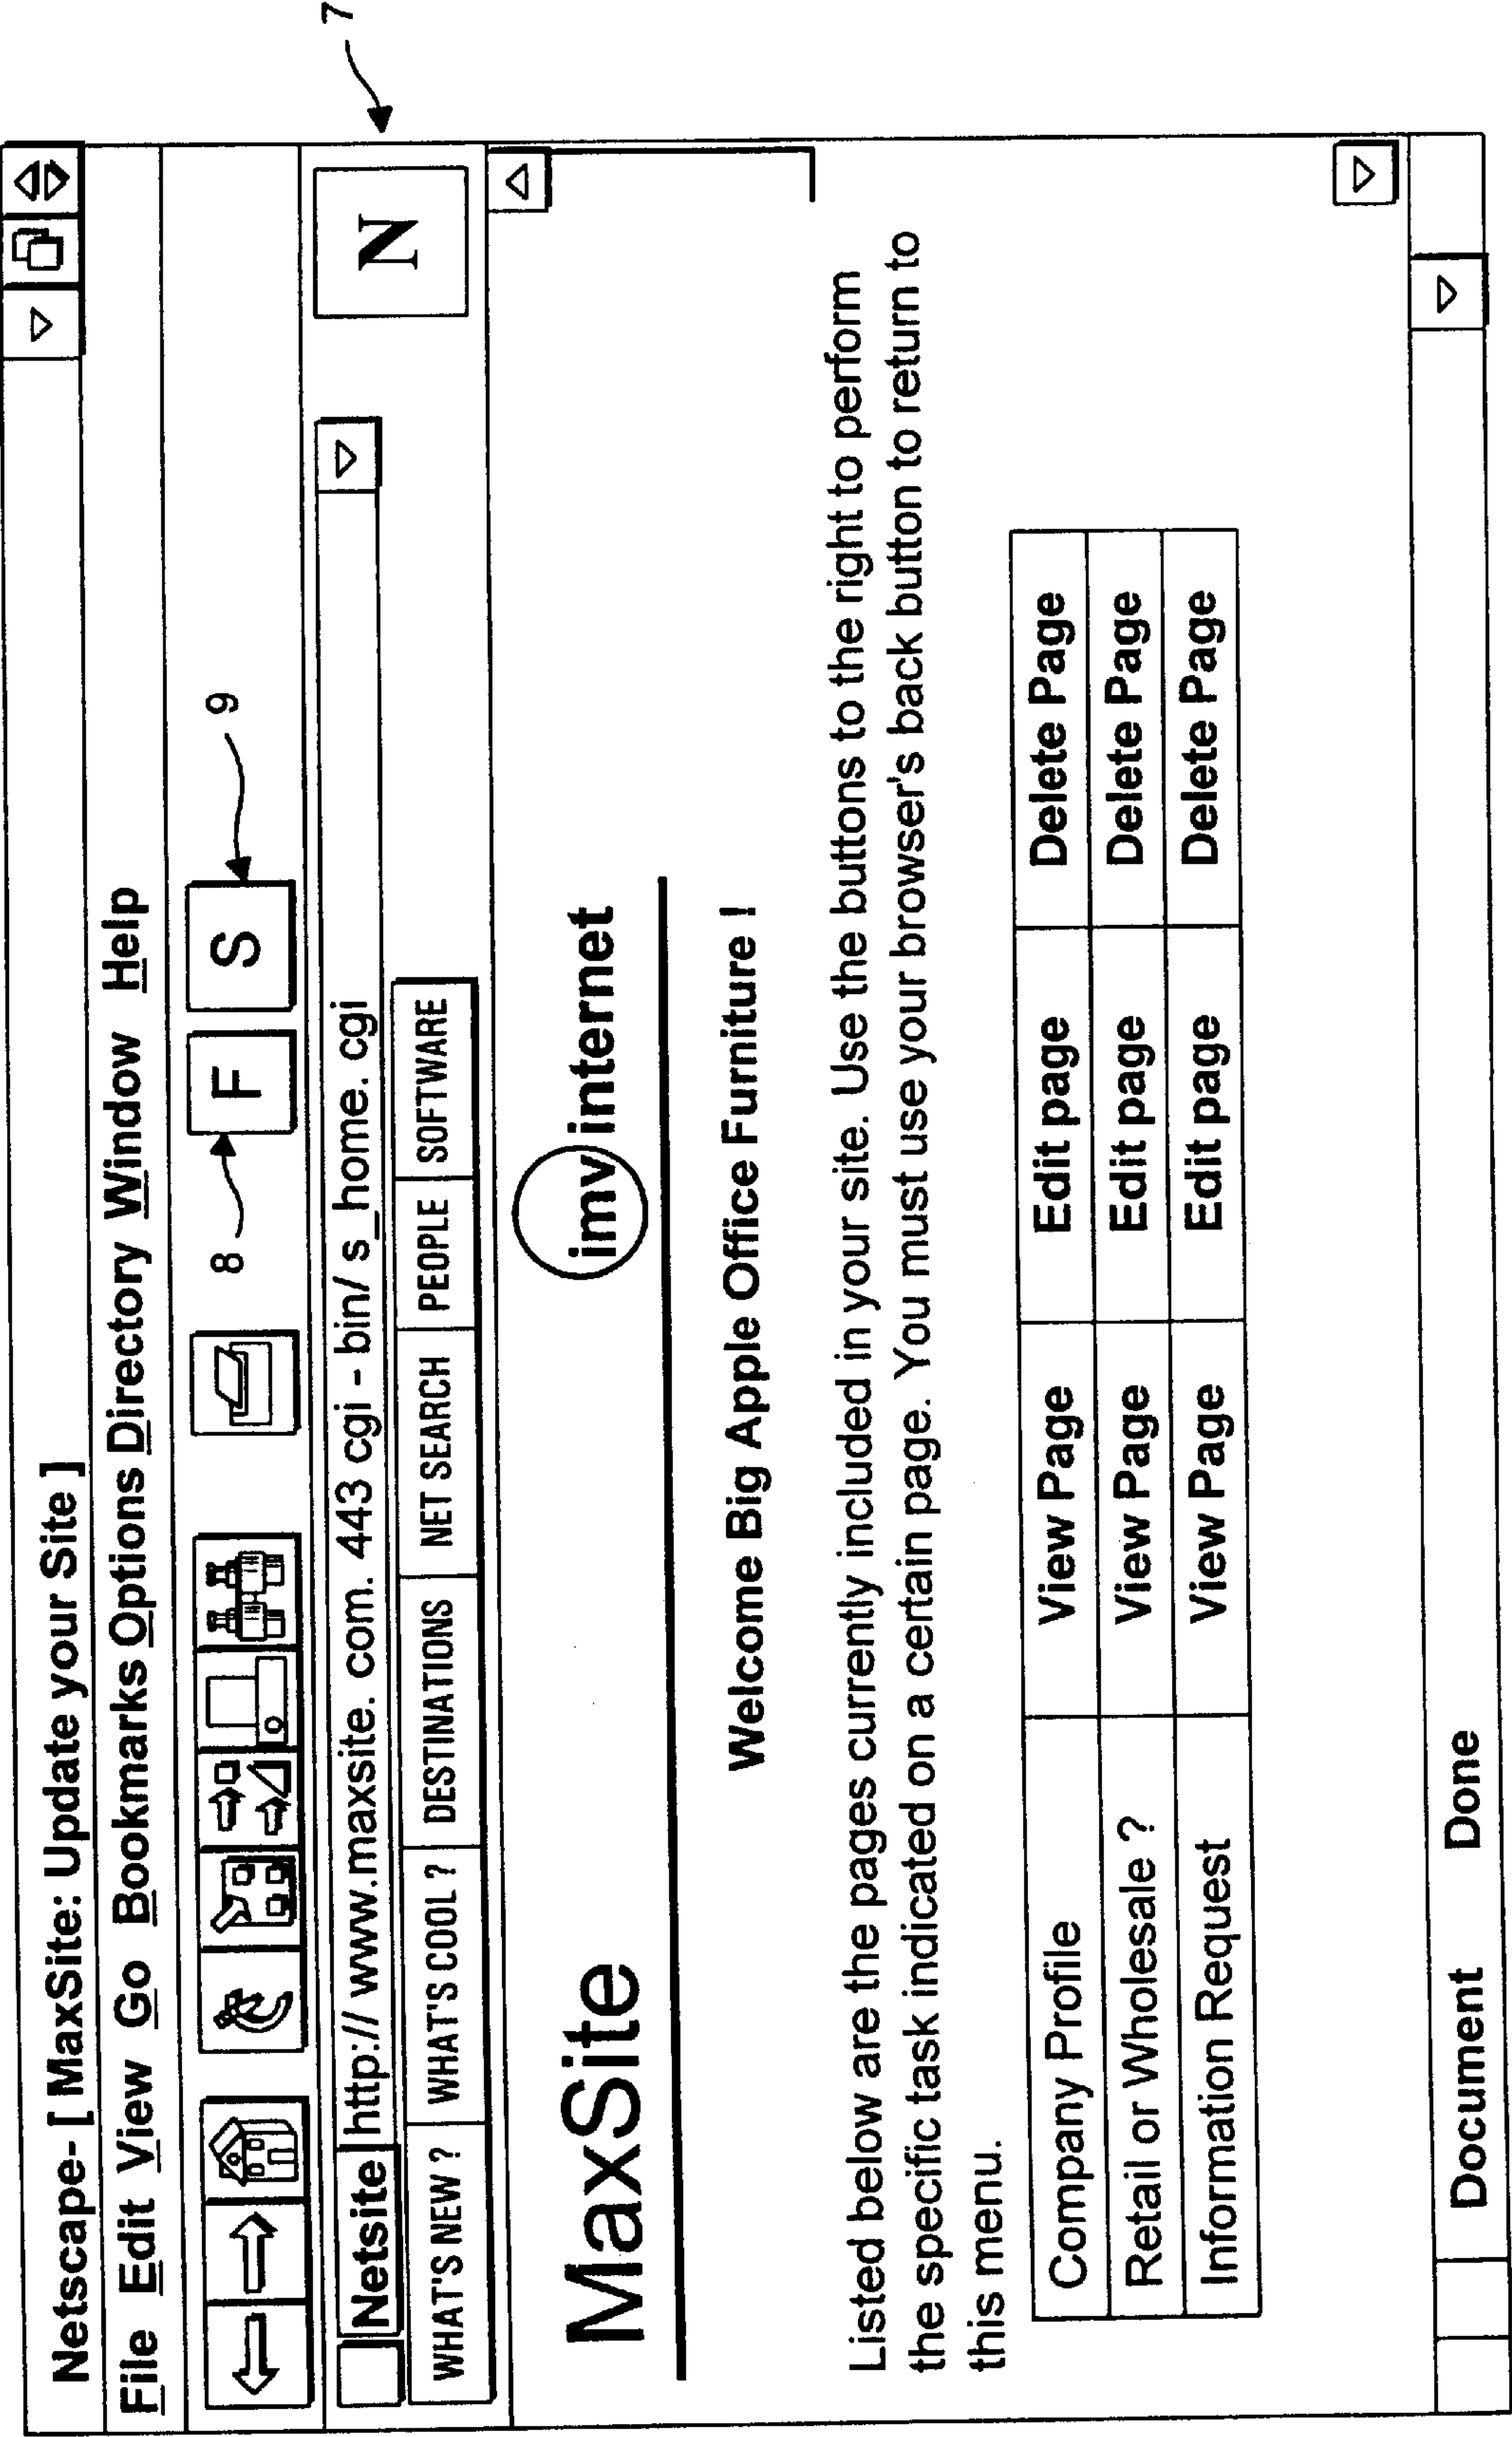 7
Netscape- [ MaxSite: Update your Site ]
File Edit View Go Bookmarks Options Directory Window Help
8 F S 9
Netsite http:// www.maxsite. com. 443 cgi - bin/ s_home. cgi
N
WHAT'S NEW ? WHAT'S COOL ? DESTINATIONS NET SEARCH PEOPLE SOFTWARE
MaxSite imv internet
Welcome Big Apple Office Furniture !
Listed below are the pages currently included in your site. Use the buttons to the right to perform
the specific task indicated on a certain page. You must use your browser's back button to return to
this menu.
Company Profile View Page Edit page Delete Page
Retail or Wholesale ? View Page Edit page Delete Page
Information Request View Page Edit page Delete Page
Document Done